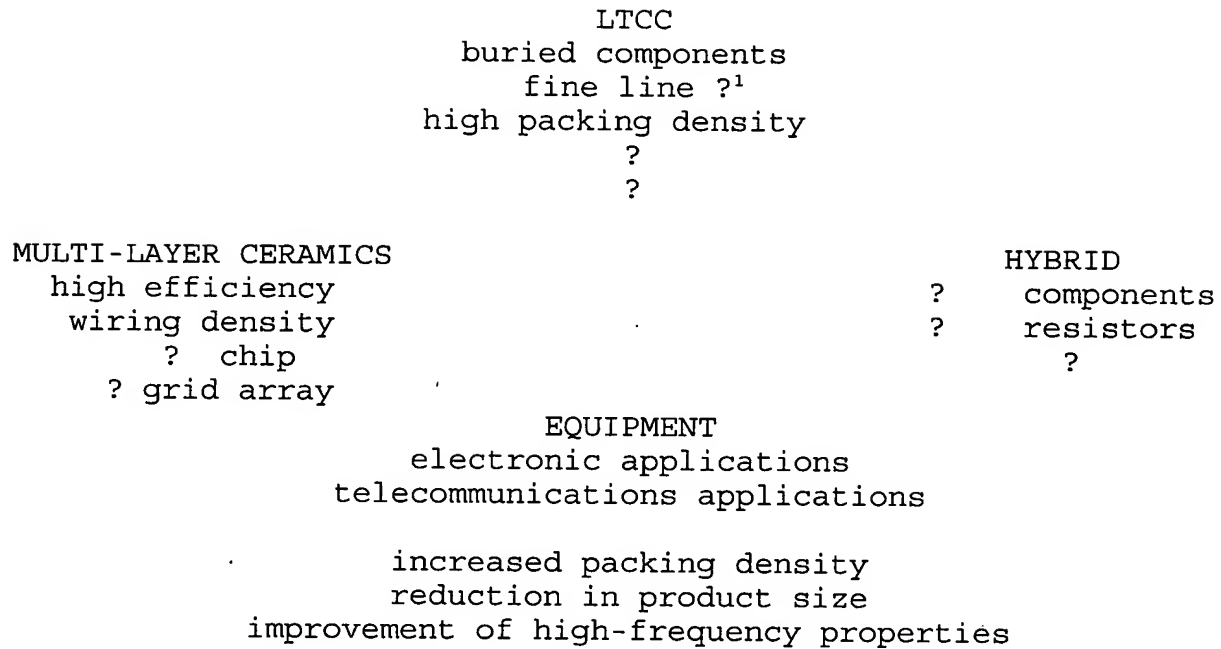 LTCC
buried components
fine line ?¹
high packing density
?
?
MULTI-LAYER CERAMICS
high efficiency
wiring density
? chip
? grid array
HYBRID
? components
? resistors
?
EQUIPMENT
electronic applications
telecommunications applications
increased packing density
reduction in product size
improvement of high-frequency properties